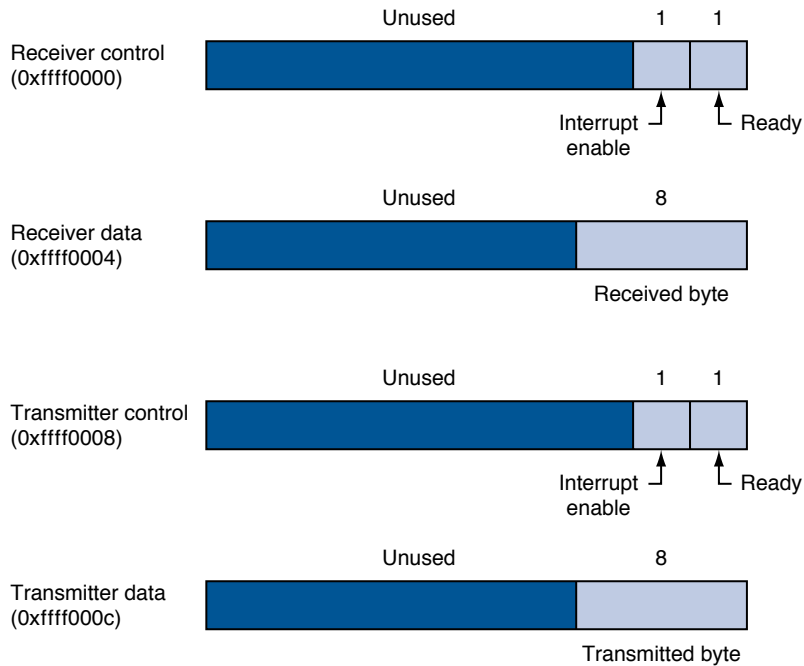 Unused 1 1
Receiver control
(0xffff0000)
Interrupt
enable
Ready
Unused 8
Receiver data
(0xffff0004)
Received byte
Unused 1 1
Transmitter control
(0xffff0008)
Interrupt
enable
Ready
Unused 8
Transmitter data
(0xffff000c)
Transmitted byte